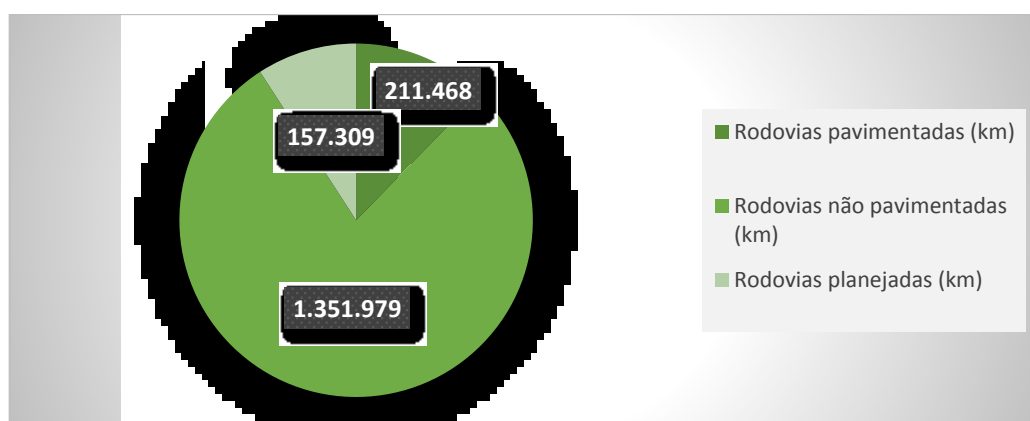 211.468
157.309
1.351.979
Rodovias pavimentadas (km)
Rodovias não pavimentadas
(km)
Rodovias planejadas (km)